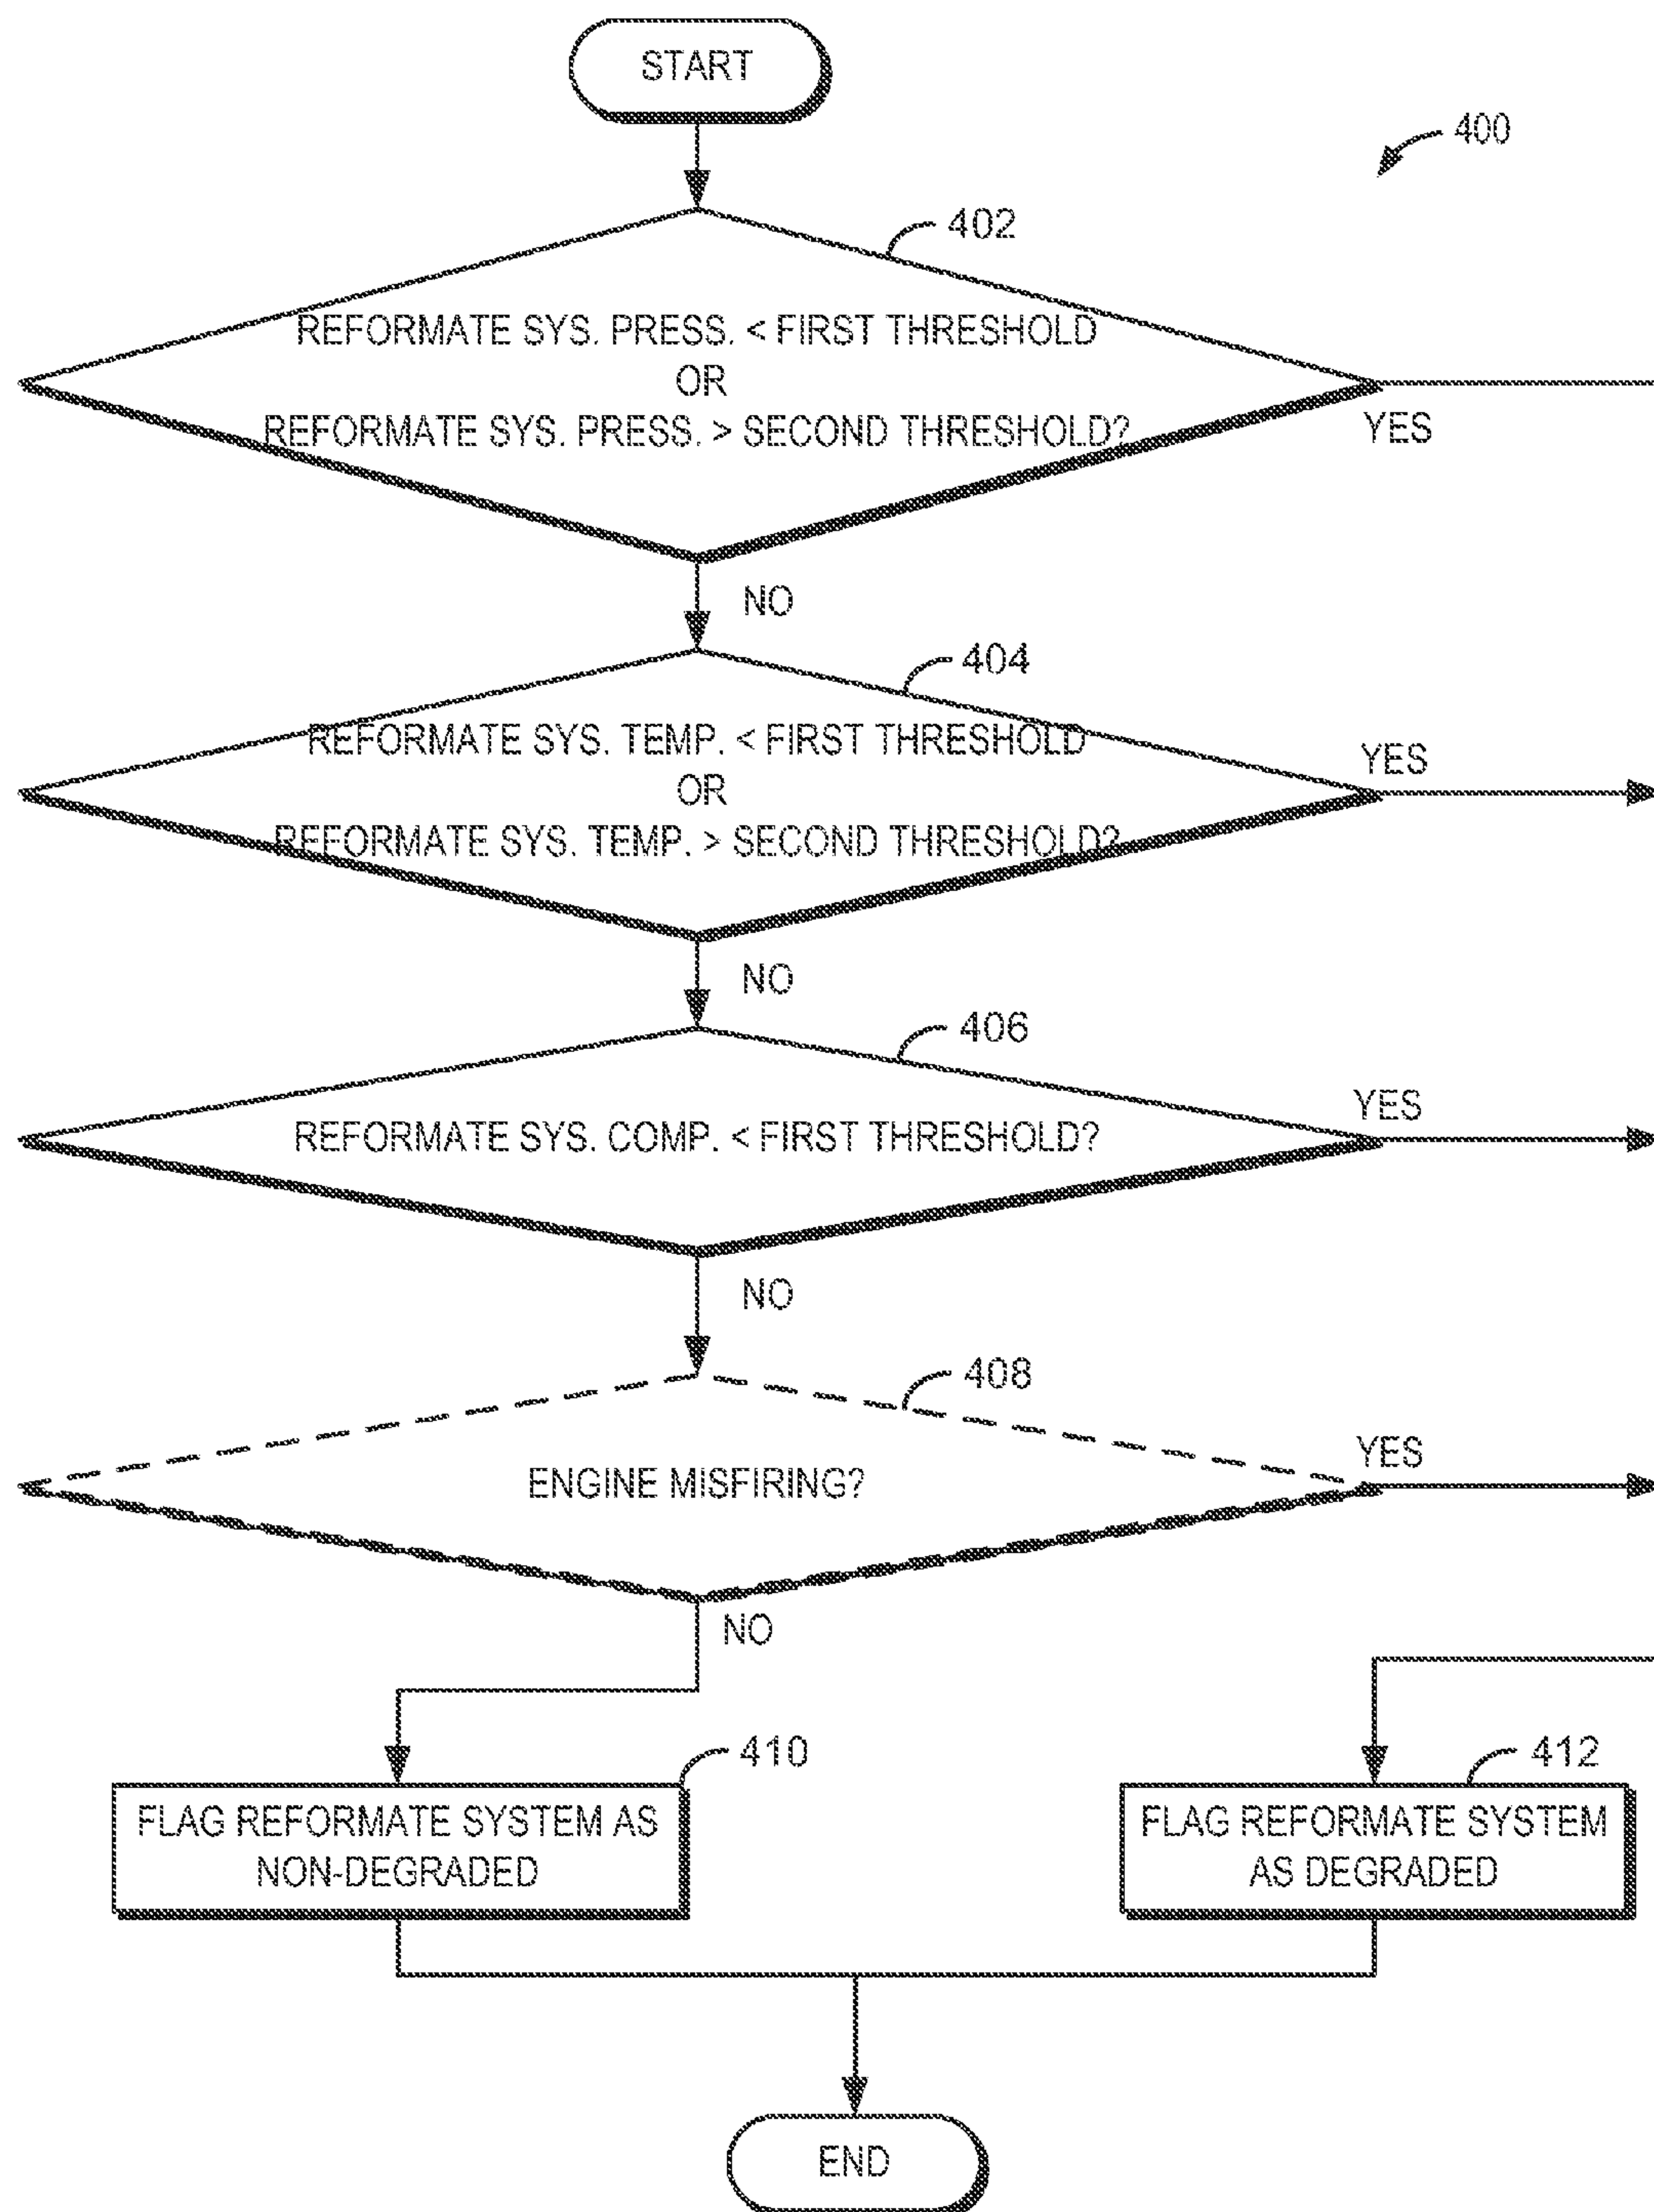 START
400
402
REFORMATE SYS. PRESS. < FIRST THRESHOLD
OR
REFORMATE SYS. PRESS. > SECOND THRESHOLD?
YES
NO
404
REFORMATE SYS. TEMP. < FIRST THRESHOLD
OR
REFORMATE SYS. TEMP. > SECOND THRESHOLD?
YES
NO
406
REFORMATE SYS. COMP. < FIRST THRESHOLD?
YES
NO
408
ENGINE MISFIRING?
YES
NO
410
FLAG REFORMATE SYSTEM AS
NON-DEGRADED
412
FLAG REFORMATE SYSTEM
AS DEGRADED
END